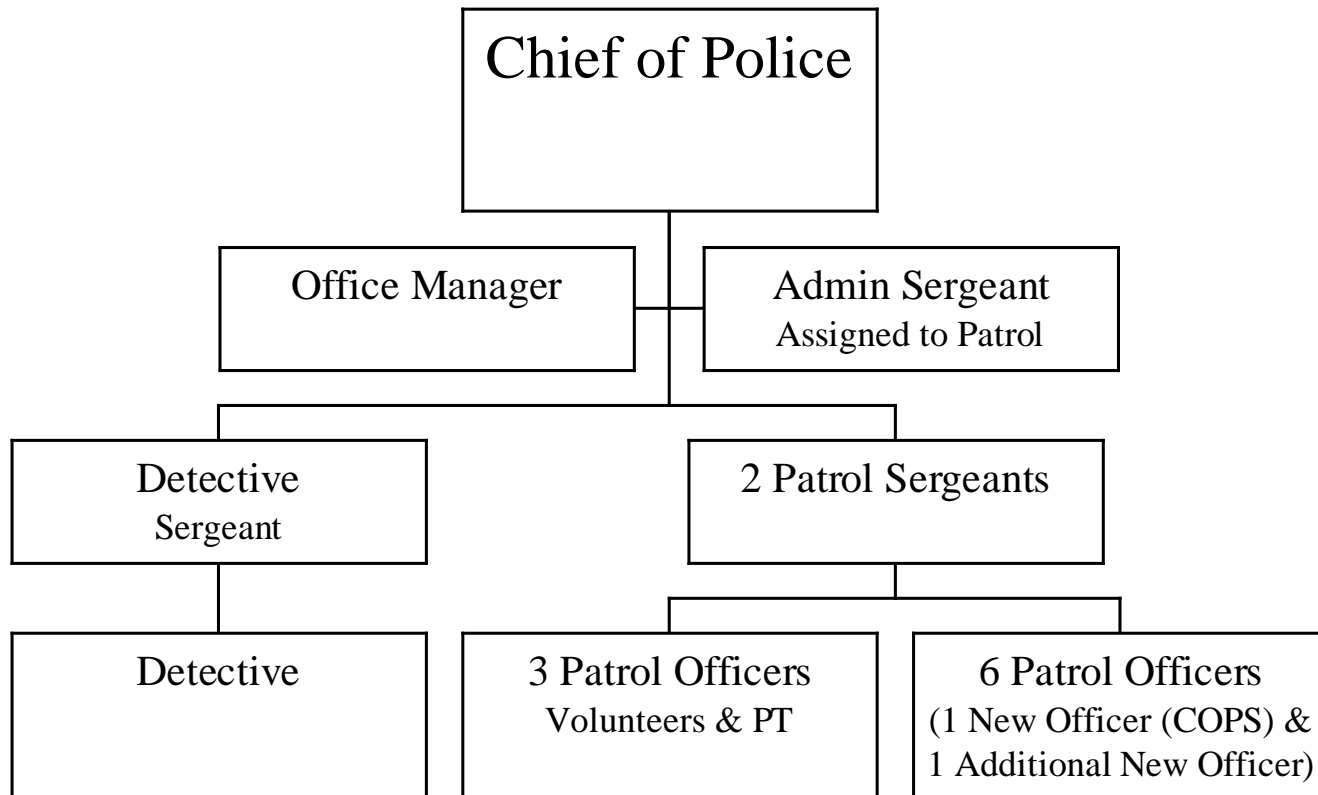 Chief of Police
Office Manager
Admin Sergeant
Assigned to Patrol
Detective
Sergeant
2 Patrol Sergeants
Detective
3 Patrol Officers
Volunteers & PT
6 Patrol Officers
(1 New Officer (COPS) &
1 Additional New Officer)